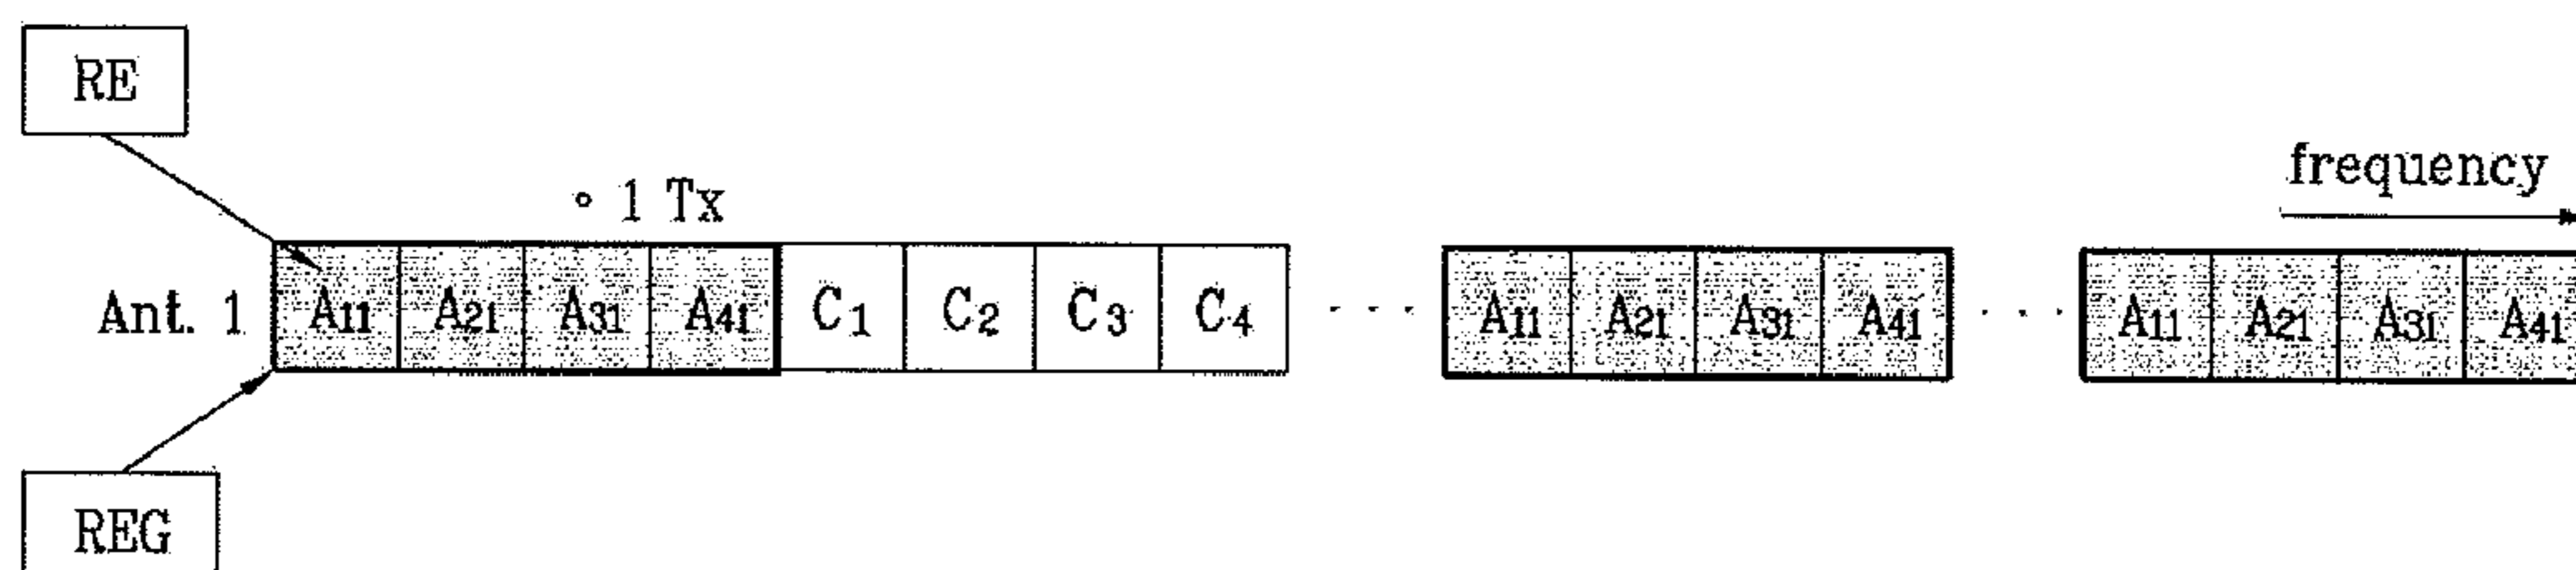 RE
frequency
∘ 1 Tx
Ant. 1 A11 A21 A31 A41 C1 C2 C3 C4 · · · A11 A21 A31 A41 · · · A11 A21 A31 A41
REG